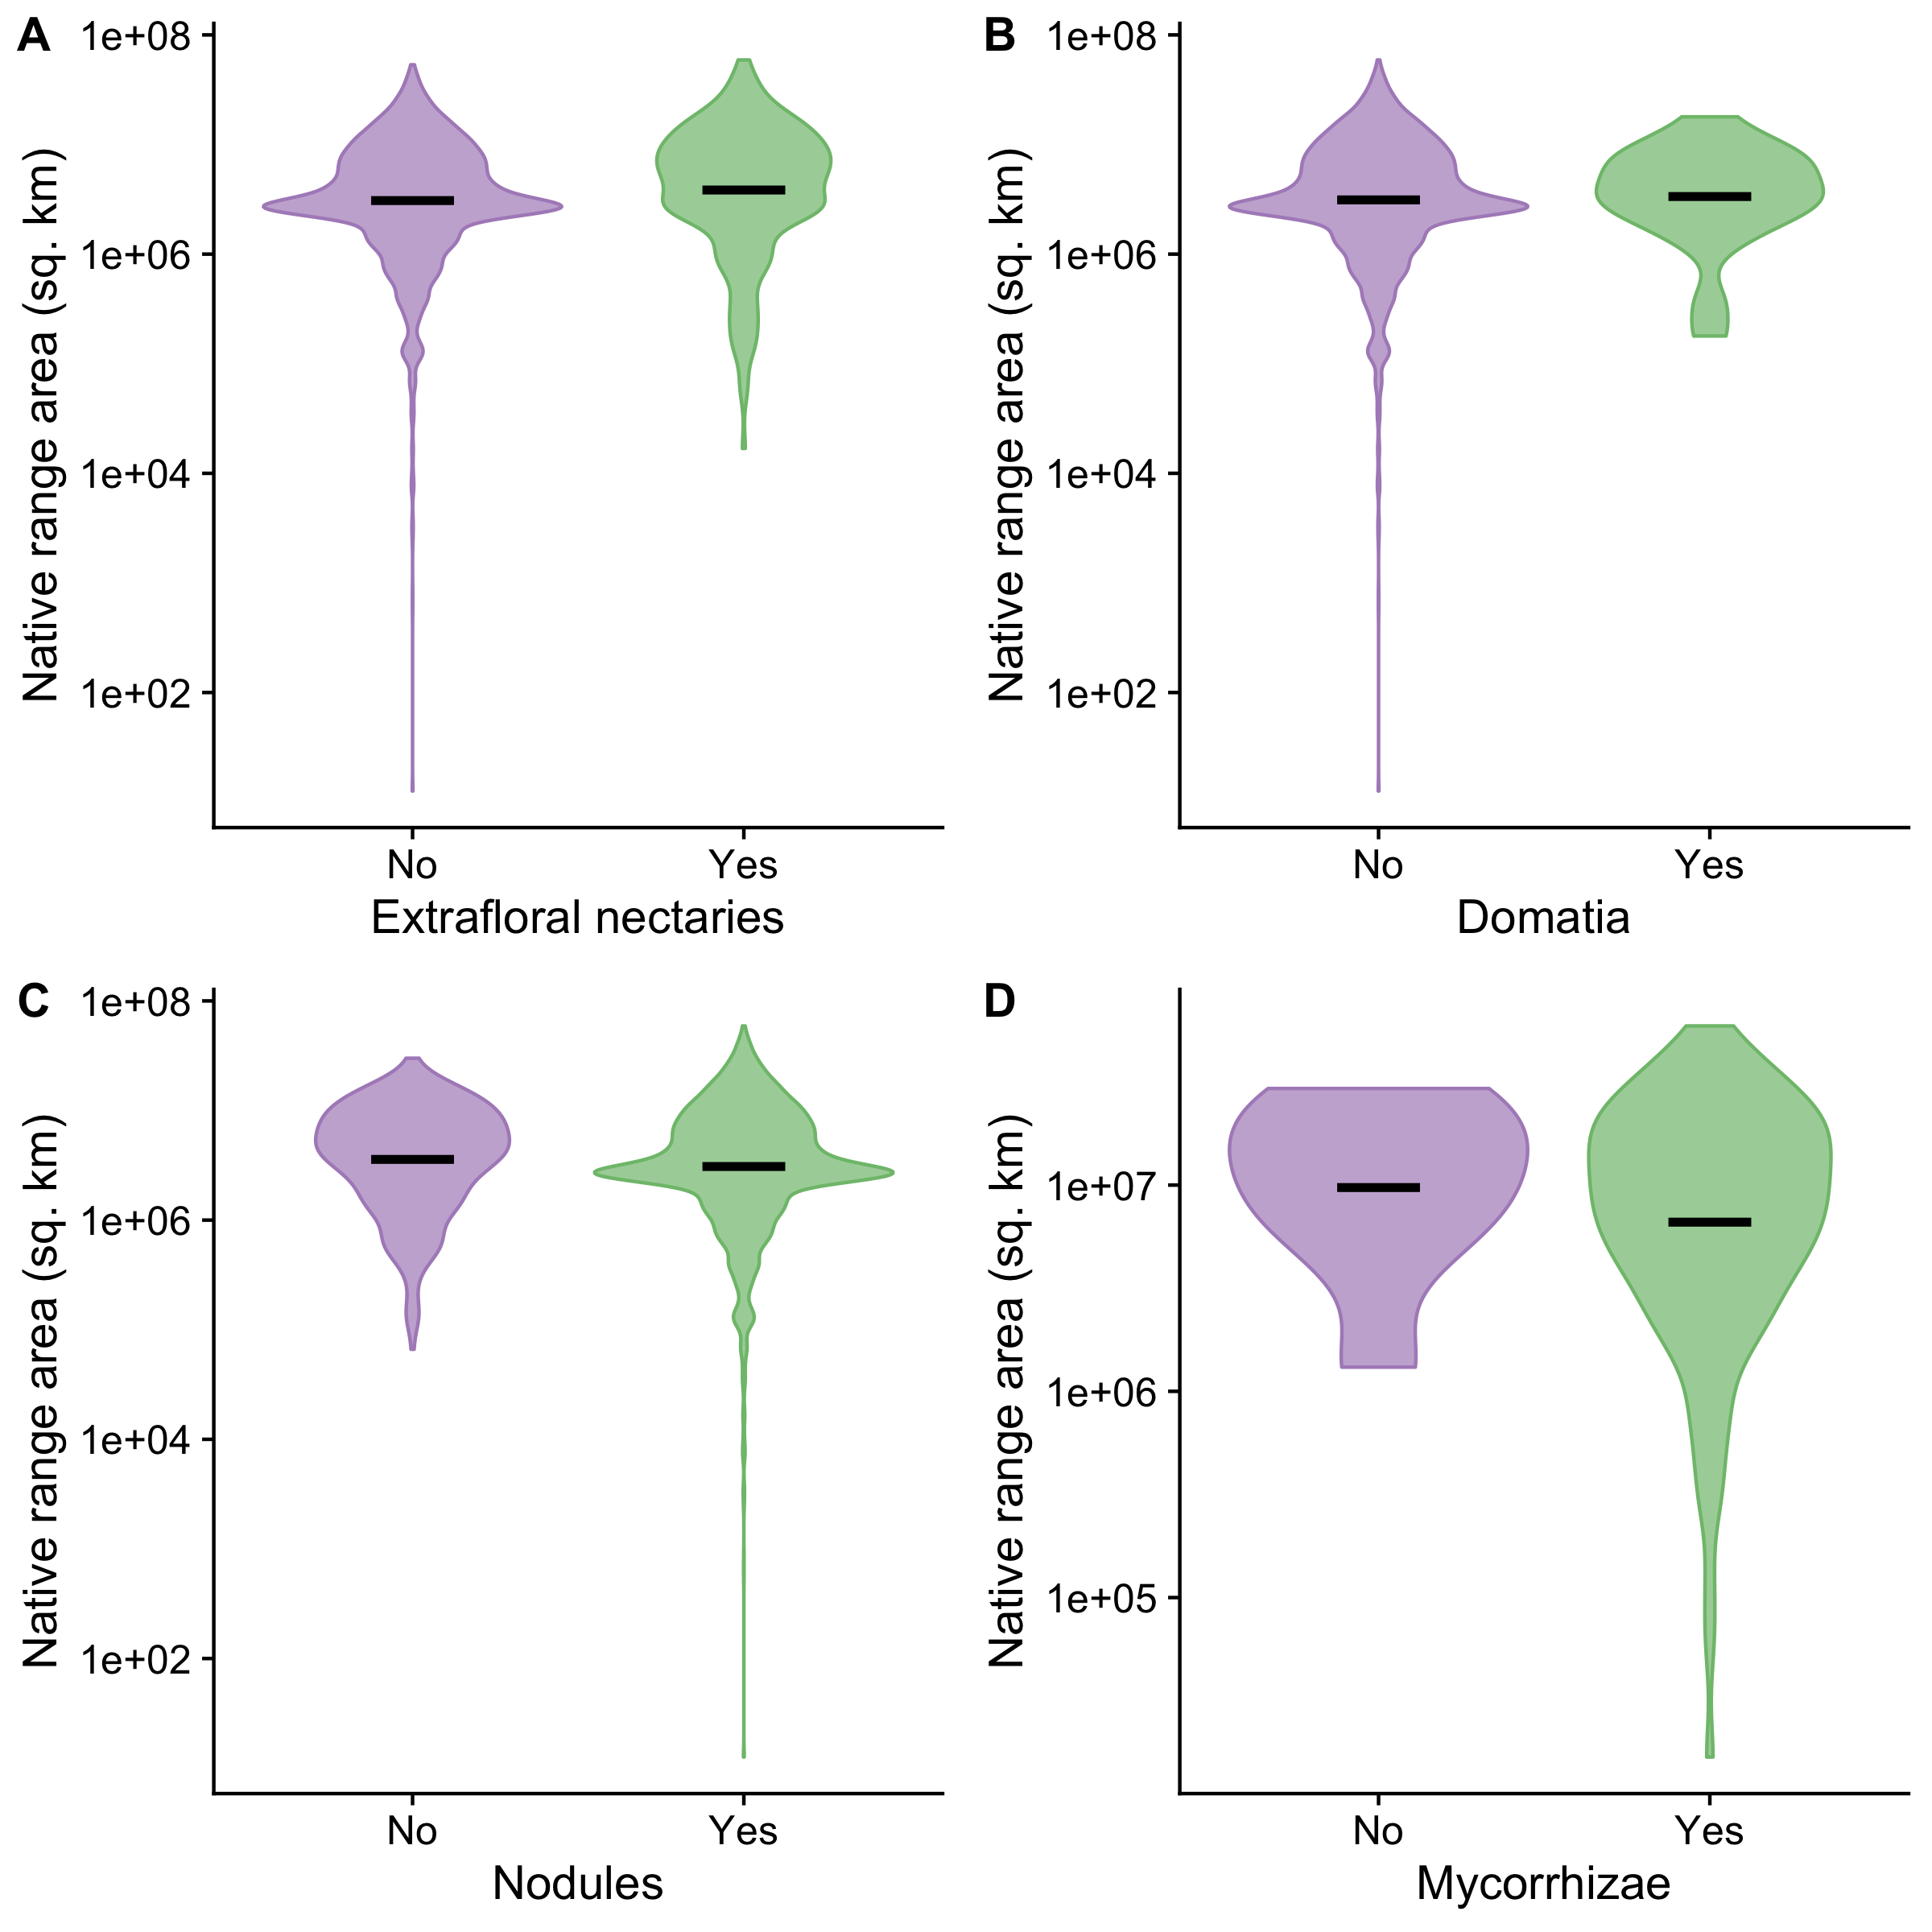 A
Native range area (sq. km)
1e+08
1e+06
1e+04
1e+02
No
Yes
Extrafloral nectaries
B
Native range area (sq. km)
1e+08
1e+06
1e+04
1e+02
No
Yes
Domatia
C
Native range area (sq. km)
1e+08
1e+06
1e+04
1e+02
No
Yes
Nodules
D
Native range area (sq. km)
1e+07
1e+06
1e+05
No
Yes
Mycorrhizae